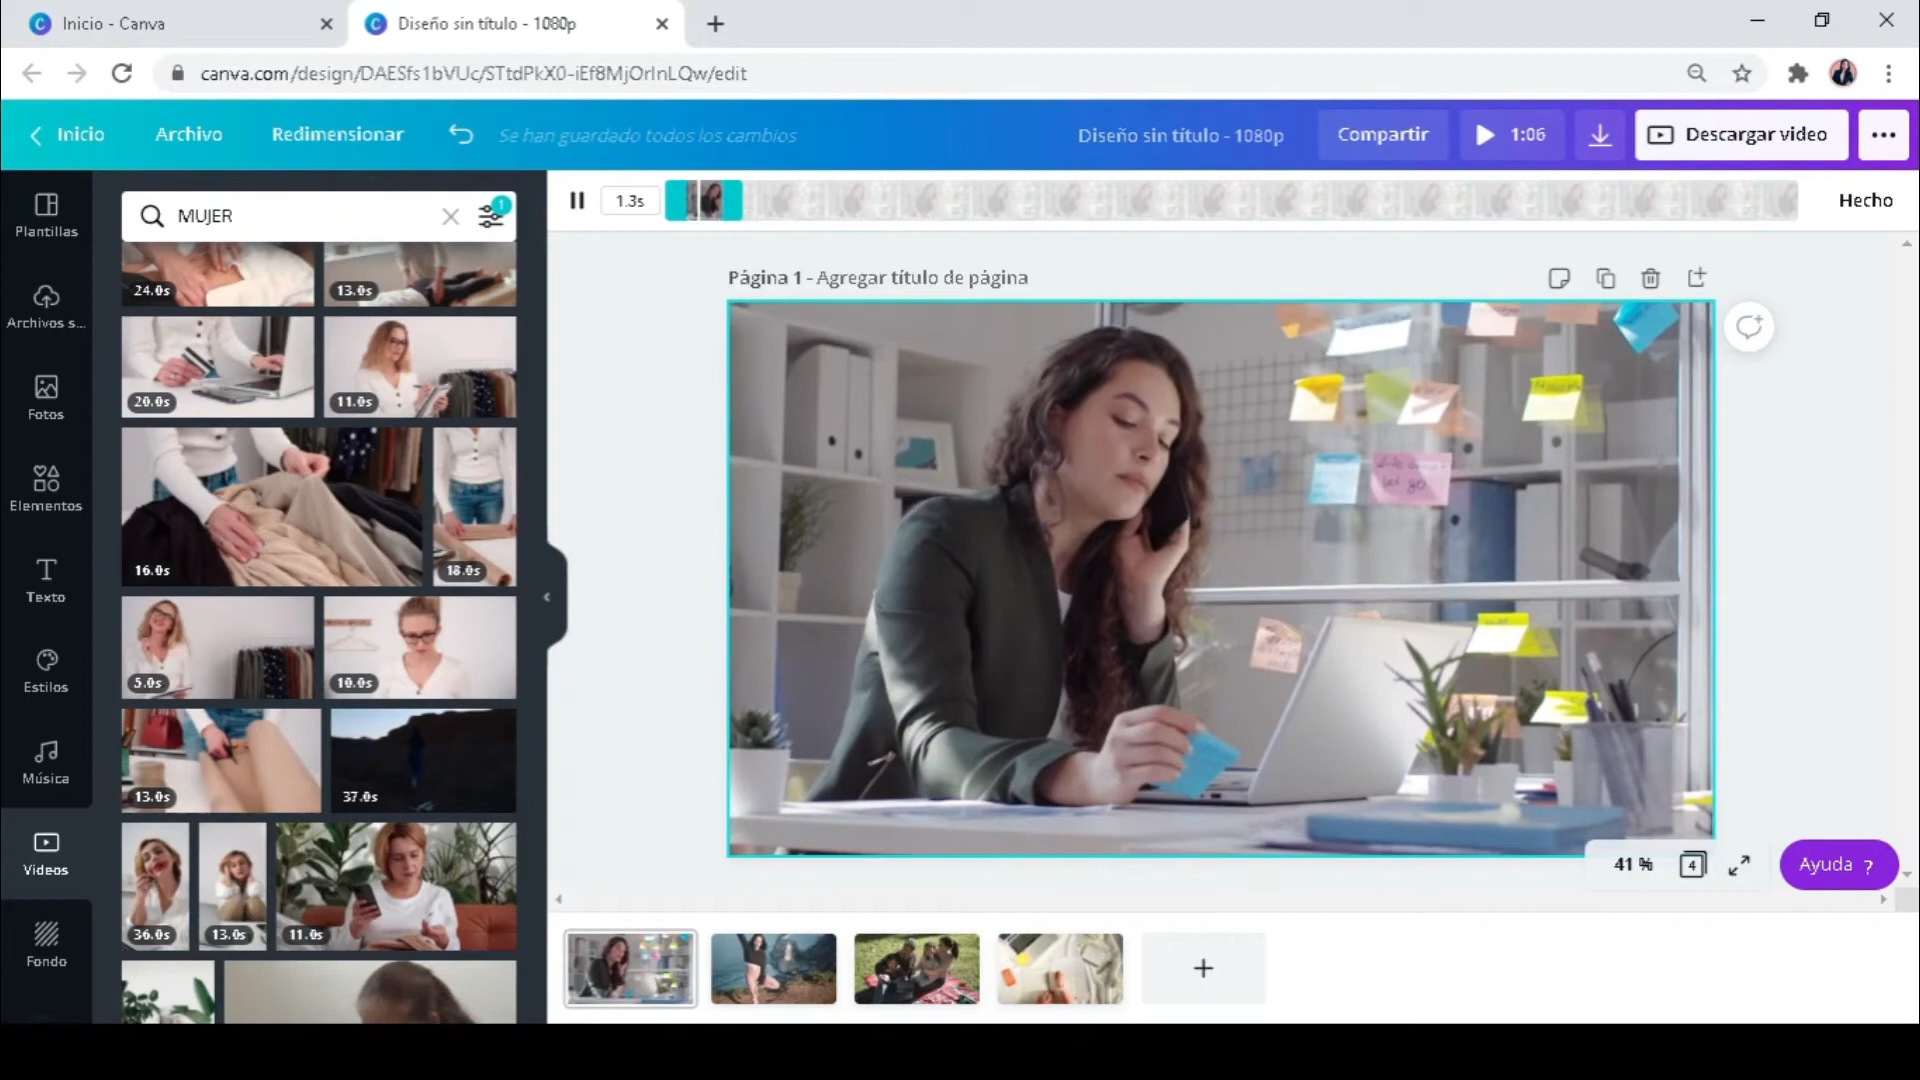 Inicio - Canva
Diseño sin título - 1080p
canva.com/design/DAESfs1bVUc/STtdPkX0-iEf8MjOrInLQw/edit
Inicio
Archivo
Redimensionar
Se han guardado todos los cambios
Diseño sin título - 1080p
Compartir
1:06
Descargar video
MUJER
1
1.3s
Hecho
Plantillas
Archivos s...
Fotos
Elementos
Texto
Estilos
Música
Videos
Fondo
24.0s
13.0s
20.0s
11.0s
16.0s
18.0s
5.0s
10.0s
13.0s
37.0s
36.0s
13.0s
11.0s
Página 1 - Agregar título de página
let go
41 %
4
Ayuda ?